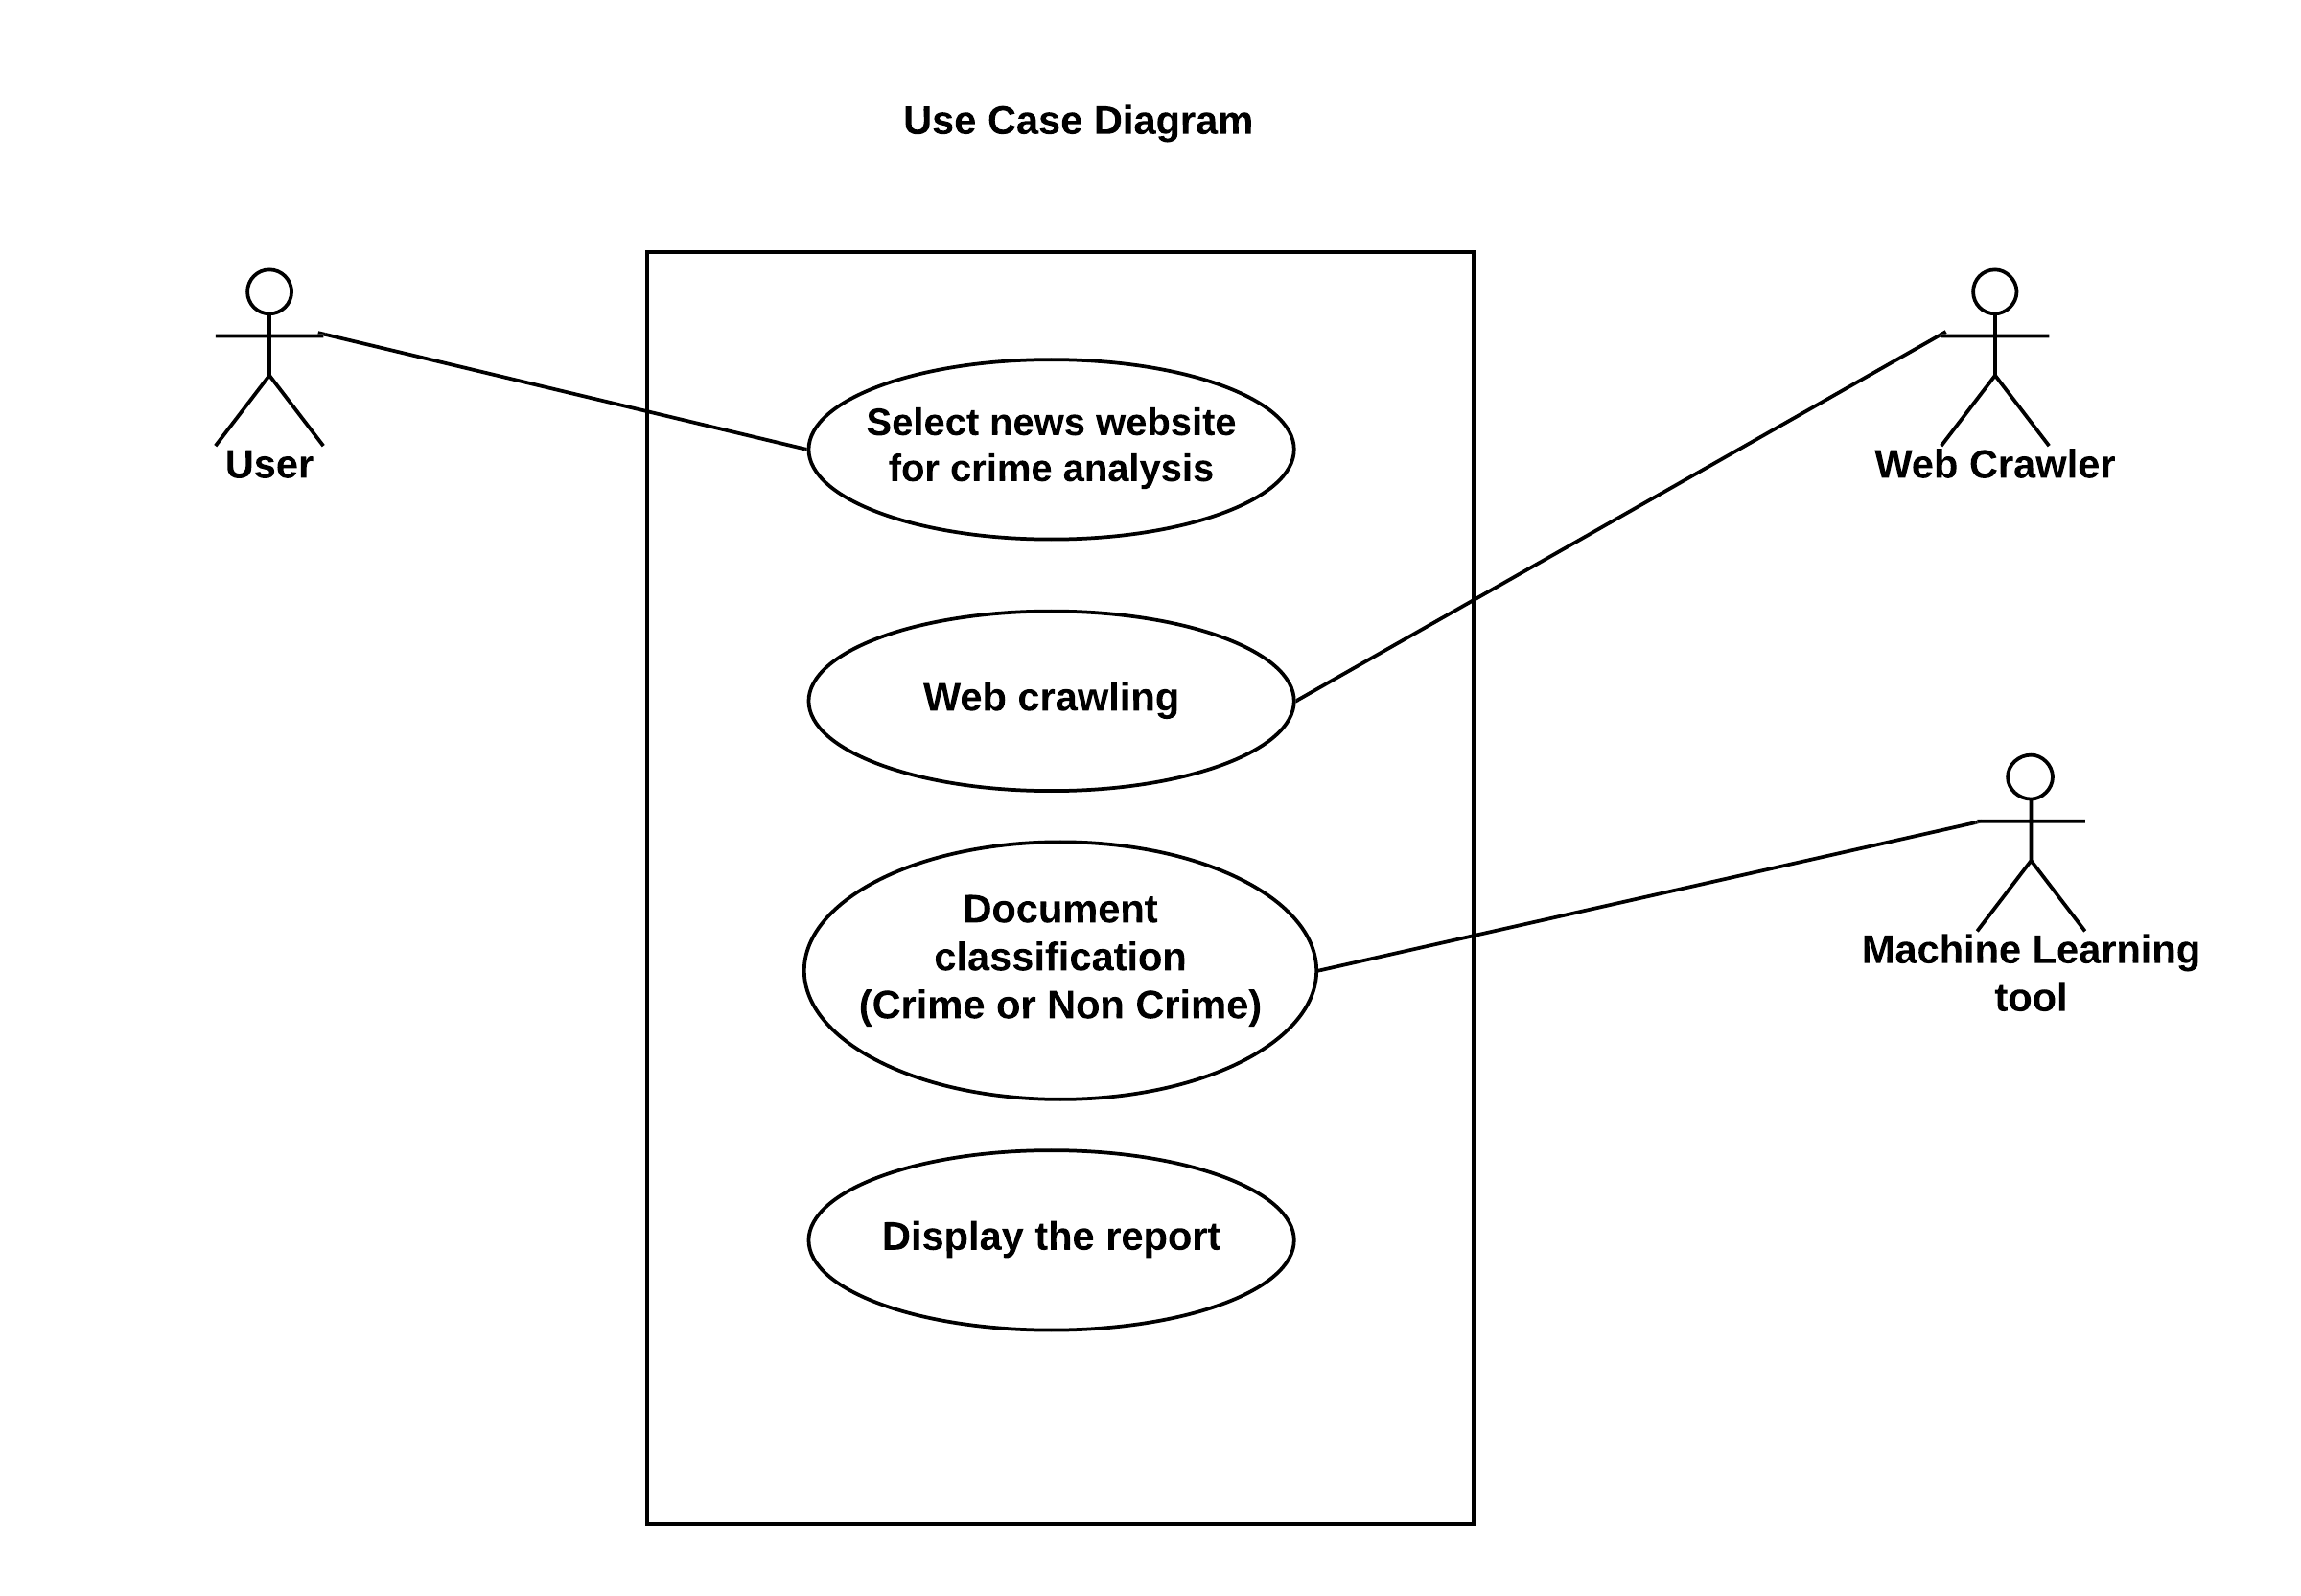 Use Case Diagram
User
Select news website
for crime analysis
Web Crawler
Web crawling
Document
classification
(Crime or Non Crime)
Machine Learning
tool
Display the report